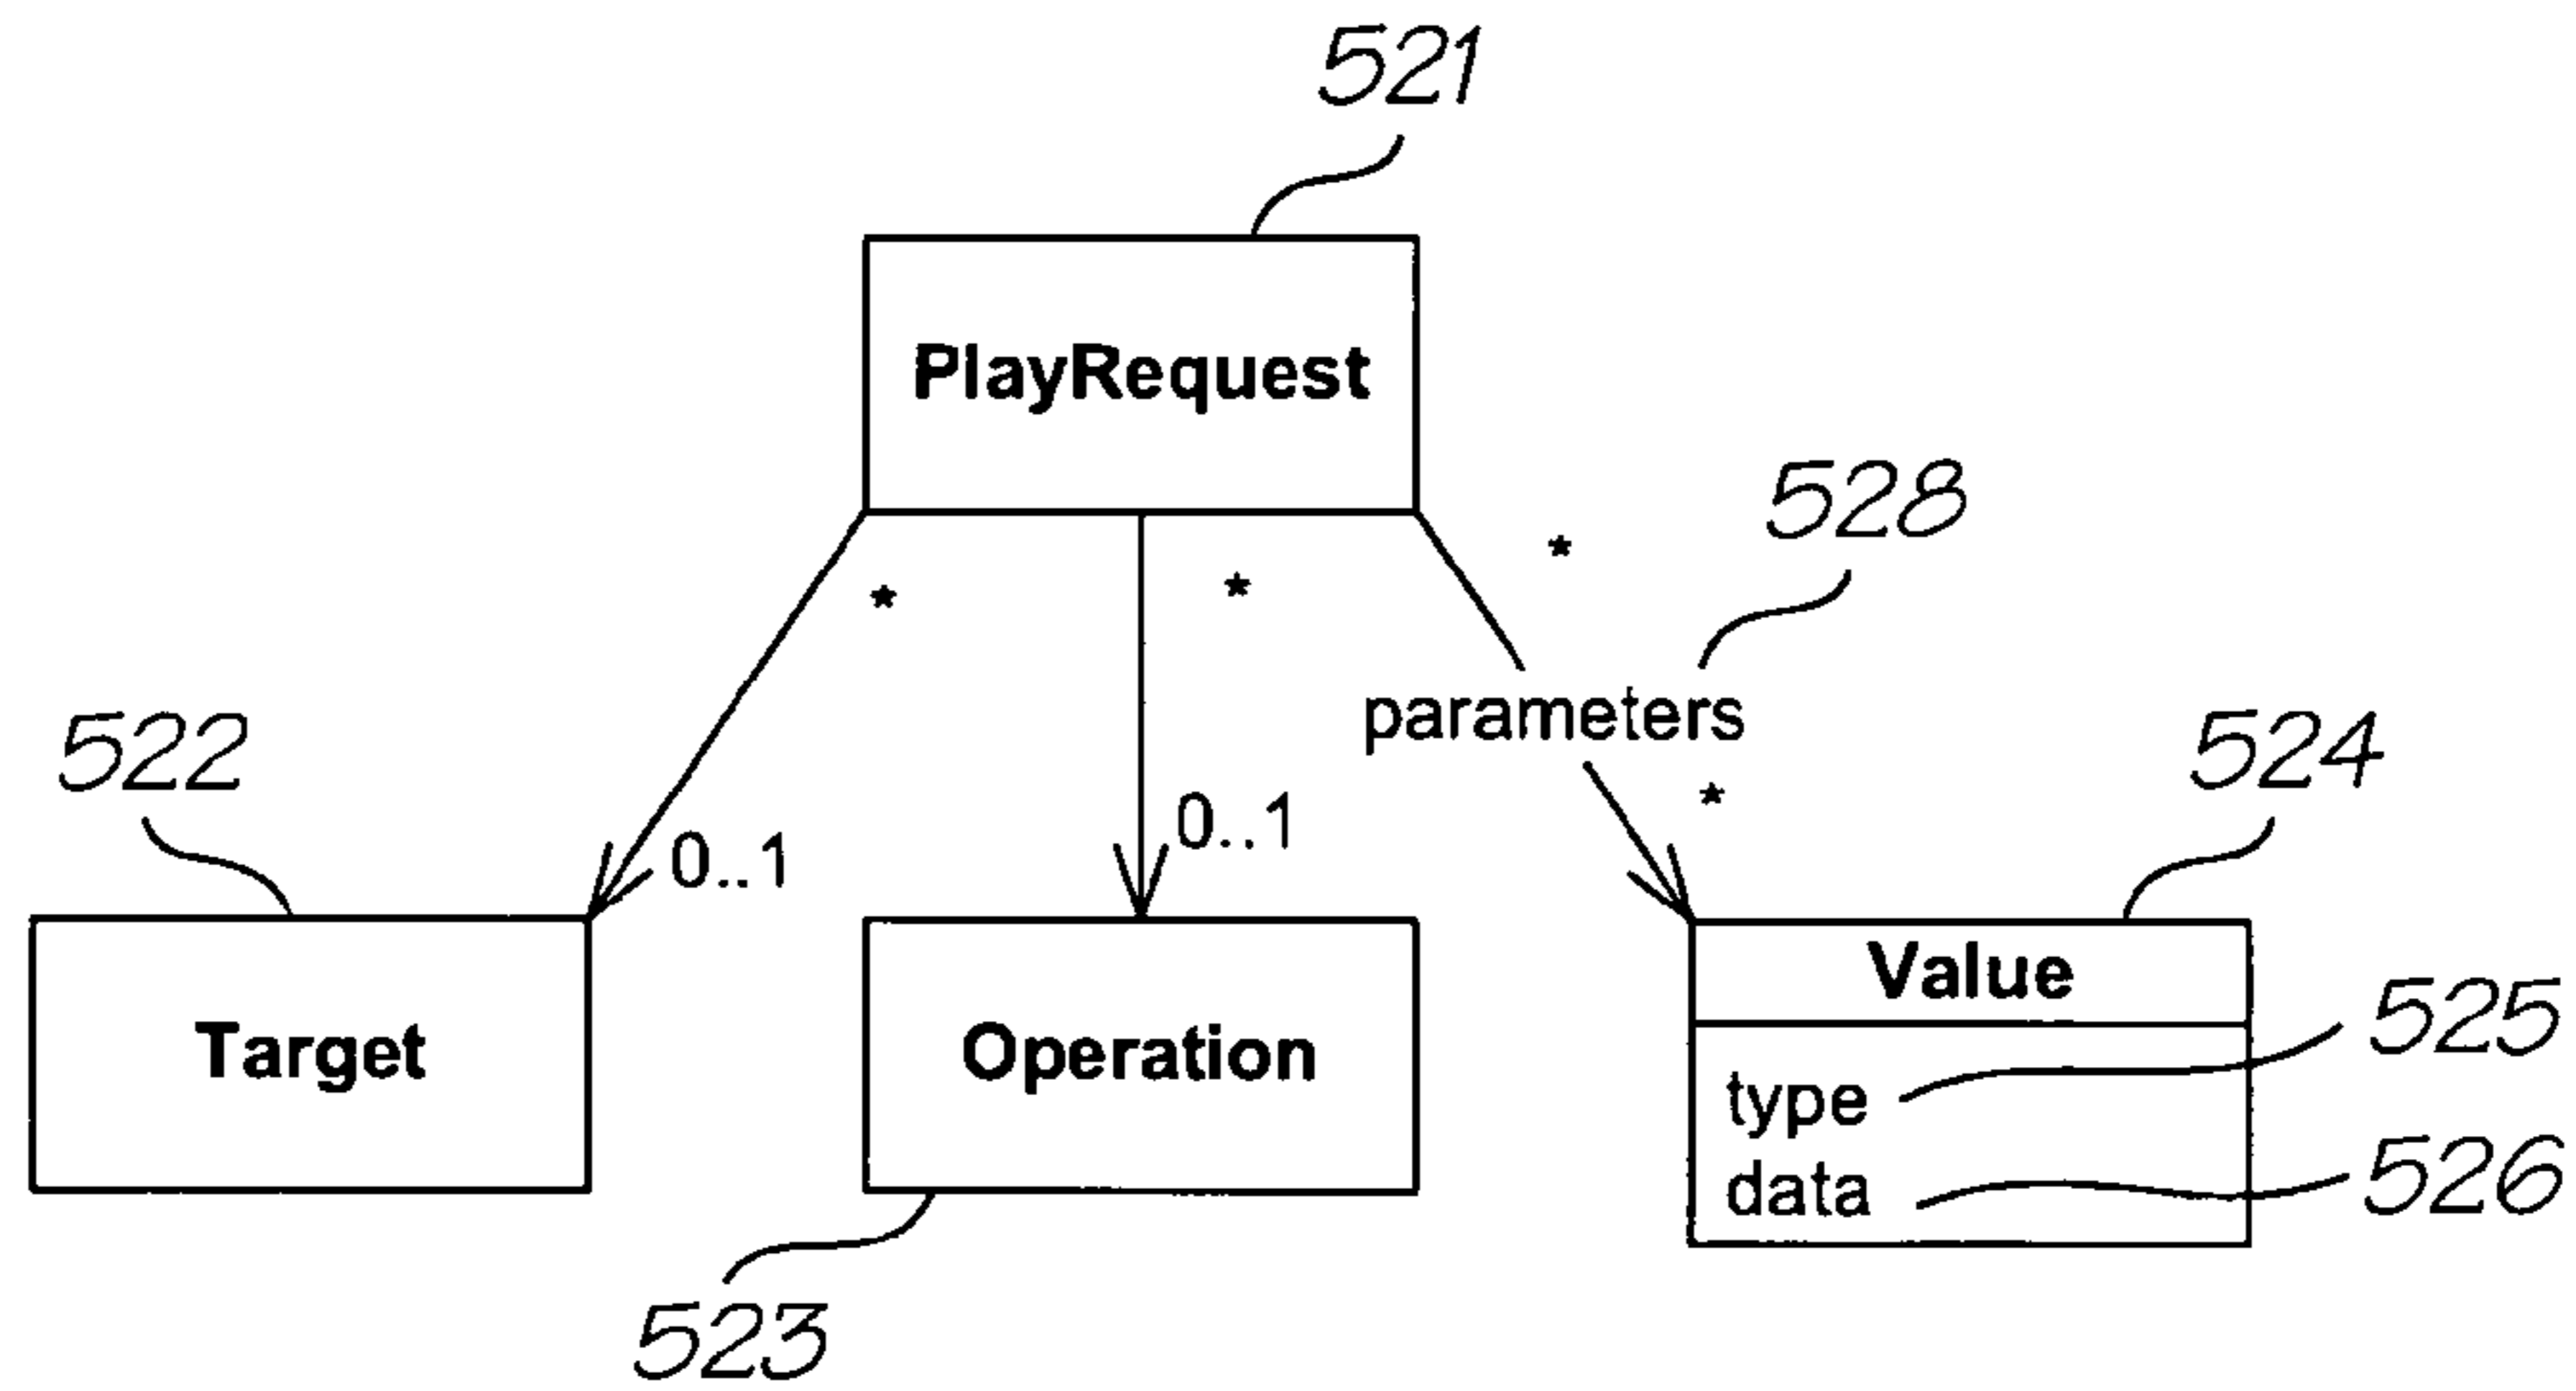 521
PlayRequest
528
*
*
*
parameters
522
524
*
0..1
0..1
Value
Target
Operation
525
type
data
526
523